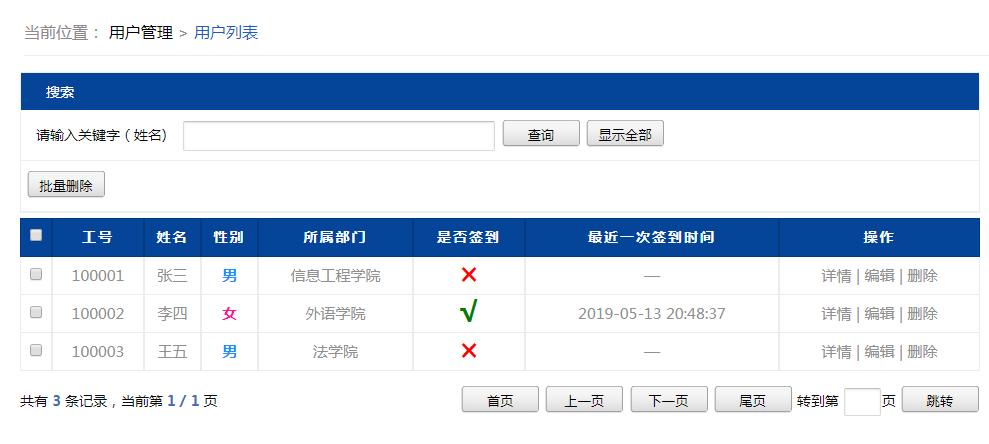 当前位置： 用户管理 > 用户列表
搜索
请输入关键字（姓名） 查询 显示全部
批量删除
工号 姓名 性别 所属部门 是否签到 最近一次签到时间 操作
100001 张三 男 信息工程学院 × — 详情 | 编辑 | 删除
100002 李四 女 外语学院 √ 2019-05-13 20:48:37 详情 | 编辑 | 删除
100003 王五 男 法学院 × — 详情 | 编辑 | 删除
共有 3 条记录，当前第 1 / 1 页 首页 上一页 下一页 尾页 转到第 页 跳转